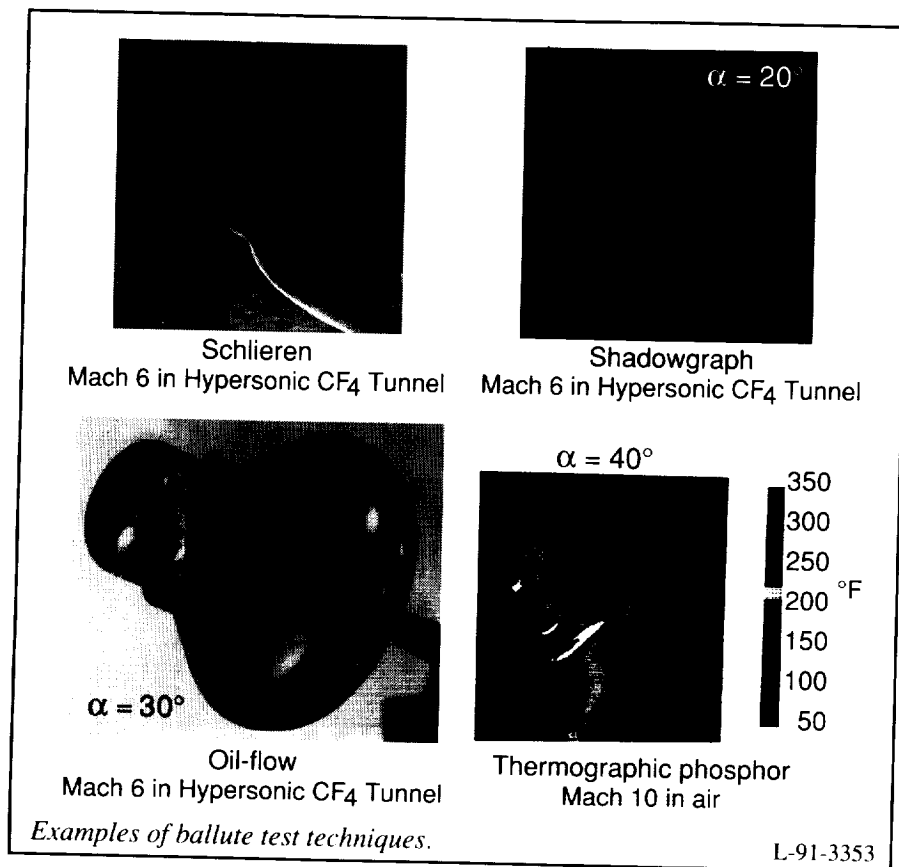 α = 20°
Schlieren
Mach 6 in Hypersonic CF4 Tunnel
Shadowgraph
Mach 6 in Hypersonic CF4 Tunnel
α = 30°
Oil-flow
Mach 6 in Hypersonic CF4 Tunnel
α = 40°
350
300
250
200
150
100
50
°F
Thermographic phosphor
Mach 10 in air
Examples of ballute test techniques.
L-91-3353